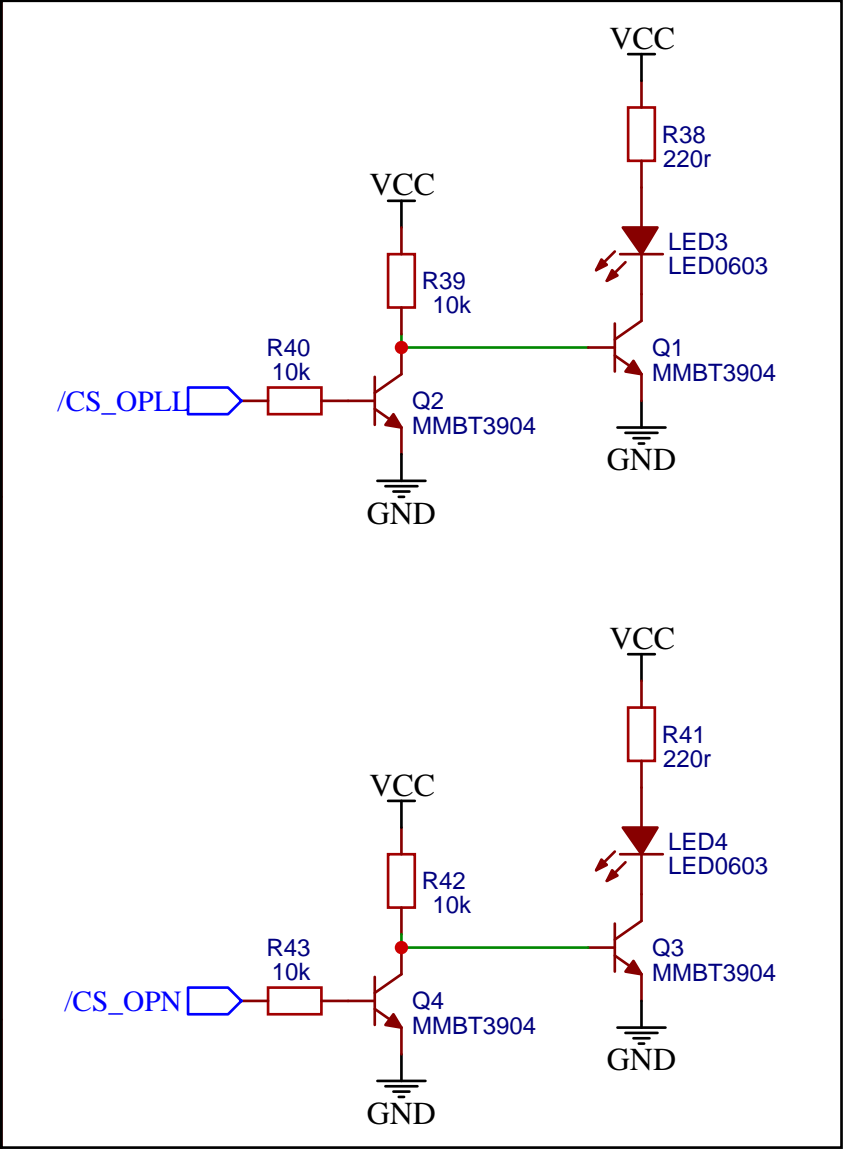 VCC
R38
220r
VCC
LED3
LED0603
R39
10k
R40
10k
Q1
MMBT3904
/CS_OPLL
Q2
MMBT3904
GND
GND
VCC
R41
220r
VCC
LED4
LED0603
R42
10k
R43
10k
Q3
MMBT3904
/CS_OPN
Q4
MMBT3904
GND
GND